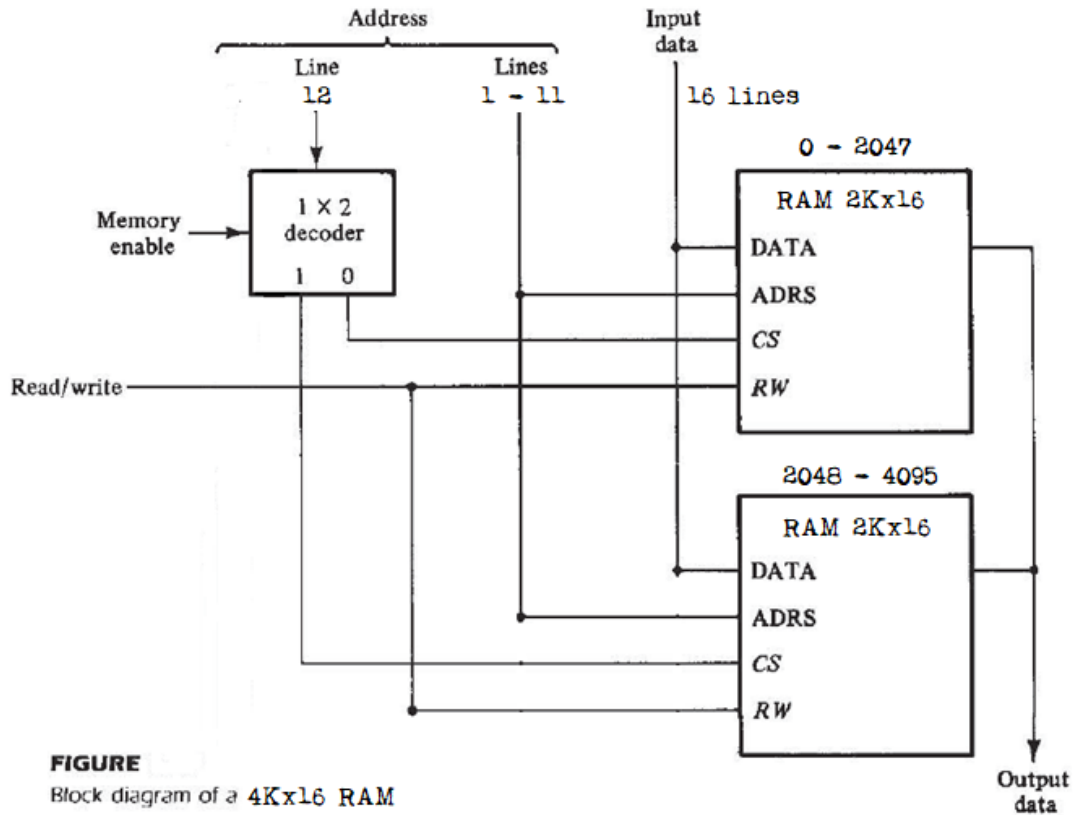 Address
Line
12
Lines
1 - 11
Input
data
16 lines
0 - 2047
RAM 2Kx16
1 X 2
decoder
1 0
Memory
enable
DATA
ADRS
CS
RW
Read/write
2048 - 4095
RAM 2Kx16
DATA
ADRS
CS
RW
Output
data
FIGURE
Block diagram of a 4Kx16 RAM